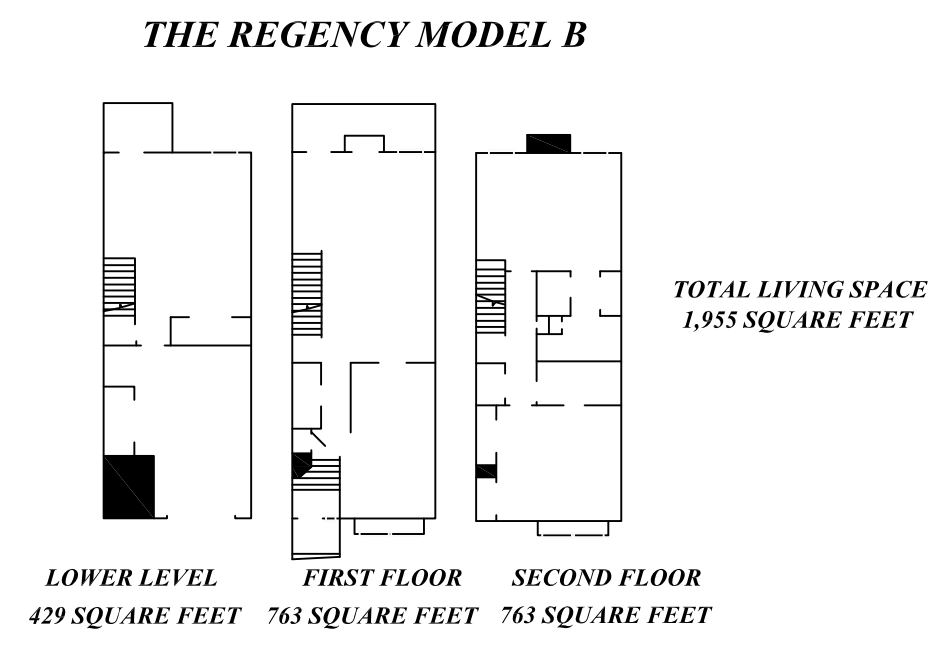 THE REGENCY MODEL B
TOTAL LIVING SPACE
1,955 SQUARE FEET
LOWER LEVEL
429 SQUARE FEET
FIRST FLOOR
763 SQUARE FEET
SECOND FLOOR
763 SQUARE FEET